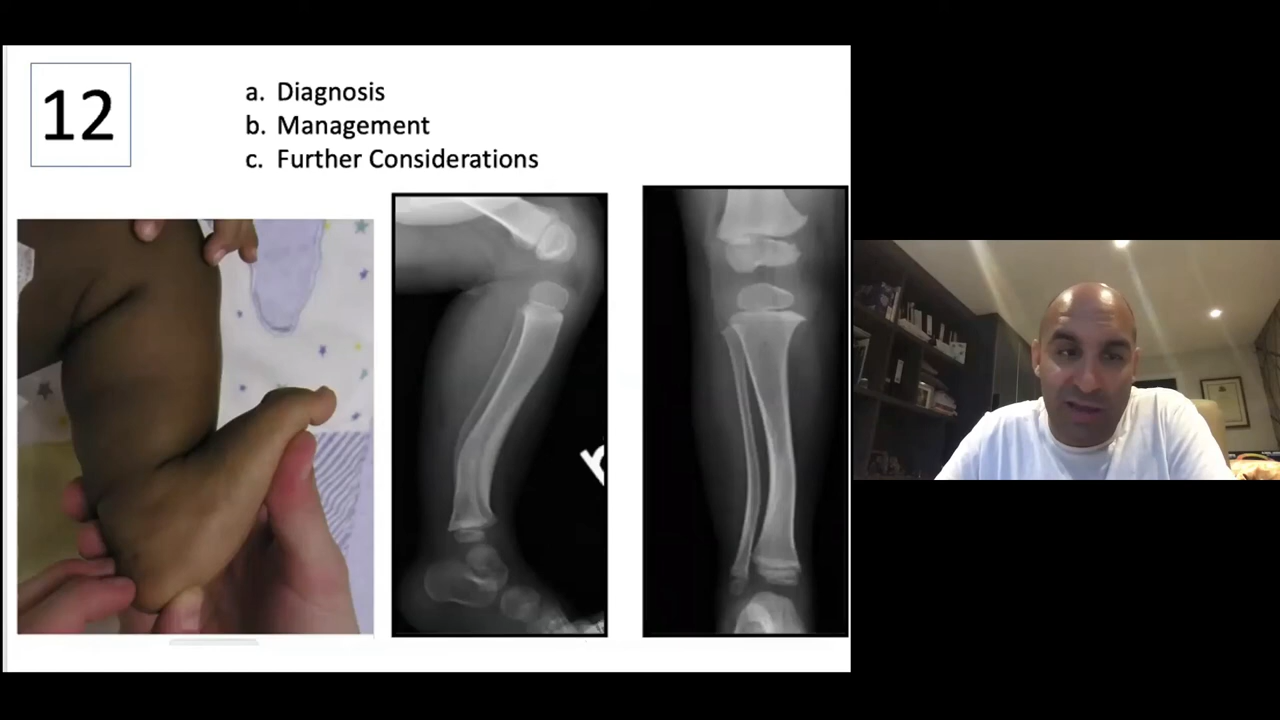 12
a. Diagnosis
b. Management
c. Further Considerations